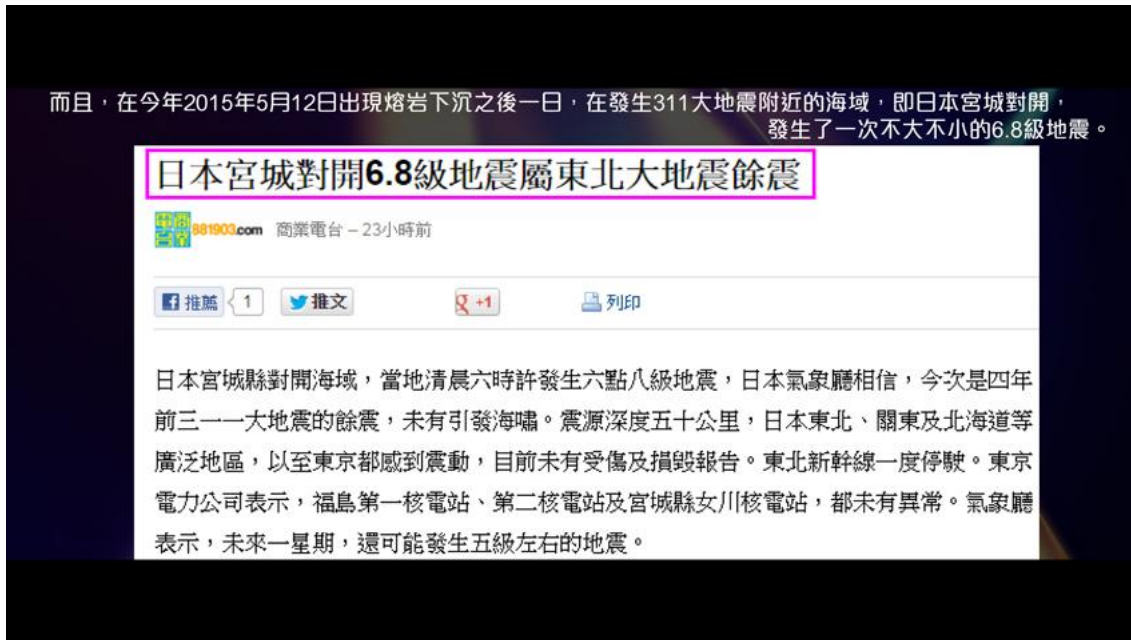 而且，在今年2015年5月12日出現熔岩下沉之後一日，在發生311大地震附近的海域，即日本宮城對開，
發生了一次不大不小的6.8級地震。
日本宮城對開6.8級地震屬東北大地震餘震
881903.com 商業電台 – 23小時前
推薦 1 推文 g +1 列印
日本宮城縣對開海域，當地清晨六時許發生六點八級地震，日本氣象廳相信，今次是四年
前三一一大地震的餘震，未有引發海嘯。震源深度五十公里，日本東北、關東及北海道等
廣泛地區，以至東京都感到震動，目前未有受傷及損毀報告。東北新幹線一度停駛。東京
電力公司表示，福島第一核電站、第二核電站及宮城縣女川核電站，都未有異常。氣象廳
表示，未來一星期，還可能發生五級左右的地震。